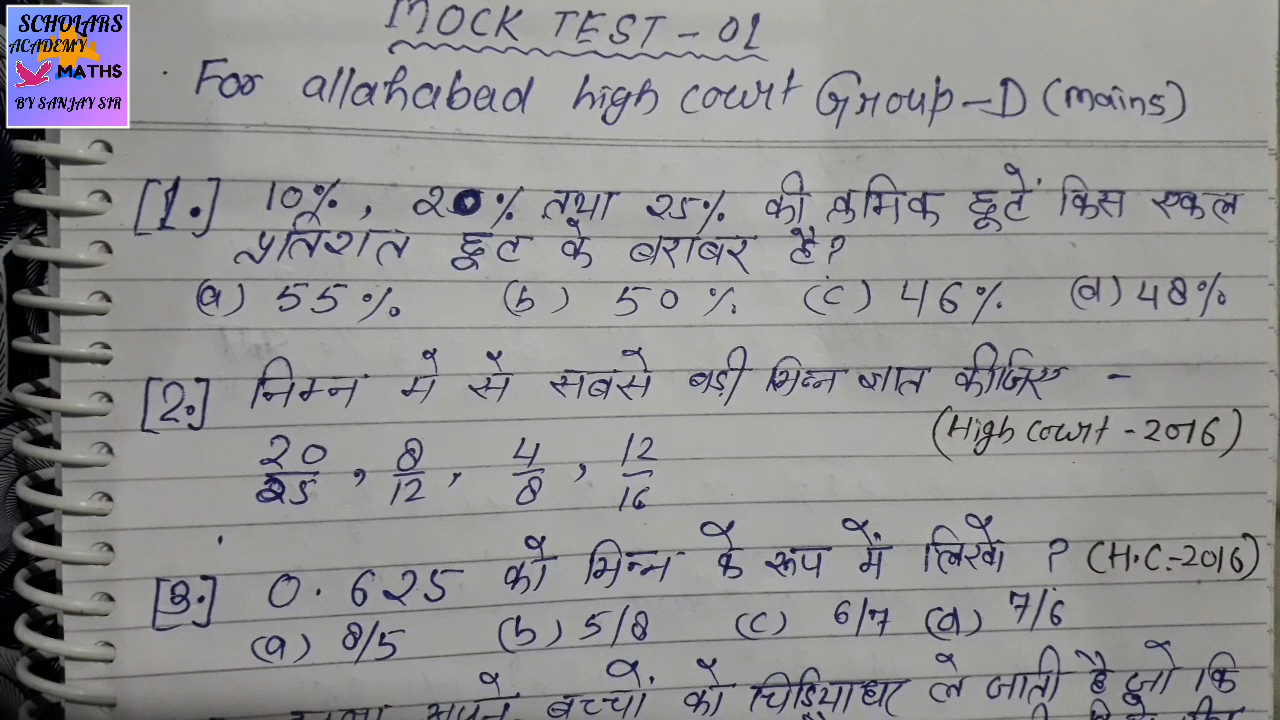 SCHOLARS
ACADEMY
MATHS
BY SANJAY SIR
MOCK TEST - 01
For allahabad high court Group-D (mains)
[1.] 10%, 20% तथा 25% की क्रमिक छूटें किस एकल
प्रतिशत छूट के बराबर है?
(a) 55% (b) 50% (c) 46% (d) 48%
[2.] निम्न में से सबसे बड़ी भिन्न ज्ञात कीजिए -
(High court - 2016)
20/25, 8/12, 4/8, 12/16
[3.] 0.625 को भिन्न के रूप में लिखें ? (H.C.-2016)
(a) 8/5 (b) 5/8 (c) 6/7 (d) 7/6
अपने बच्चों को चिड़ियाघर ले जाती है जो कि